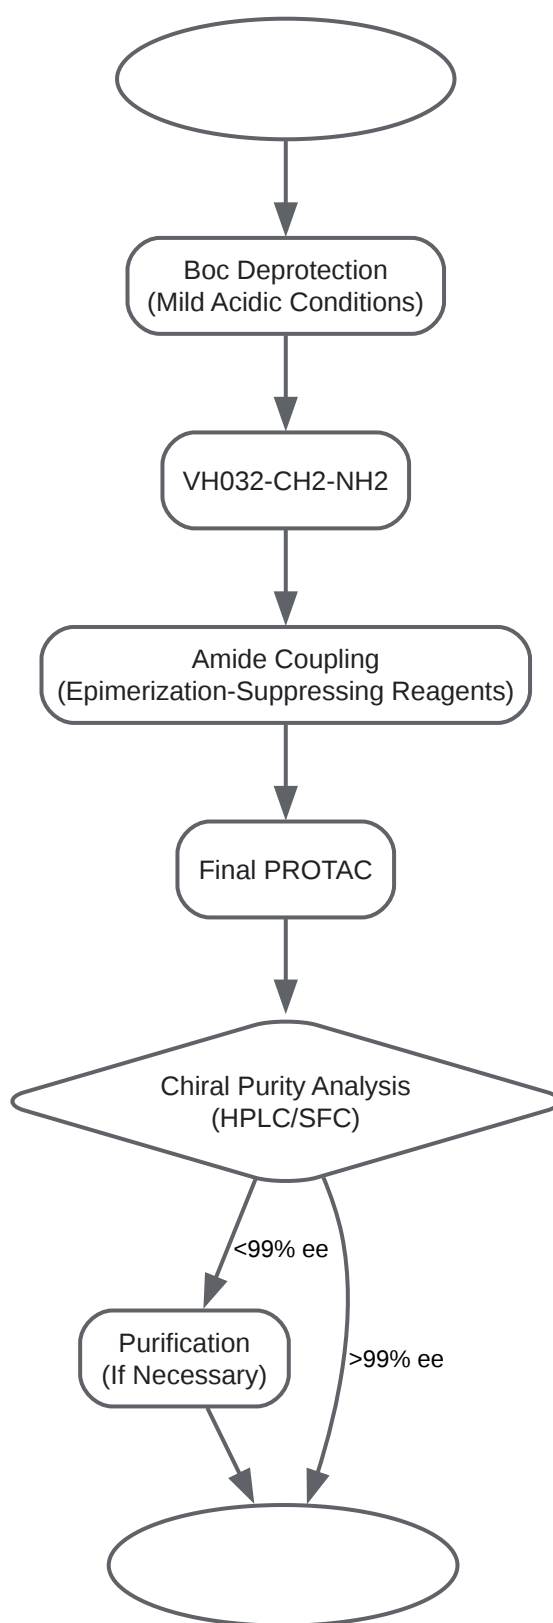 Boc Deprotection
(Mild Acidic Conditions)
VH032-CH2-NH2
Amide Coupling
(Epimerization-Suppressing Reagents)
Final PROTAC
Chiral Purity Analysis
(HPLC/SFC)
<99% ee
Purification
(If Necessary)
>99% ee